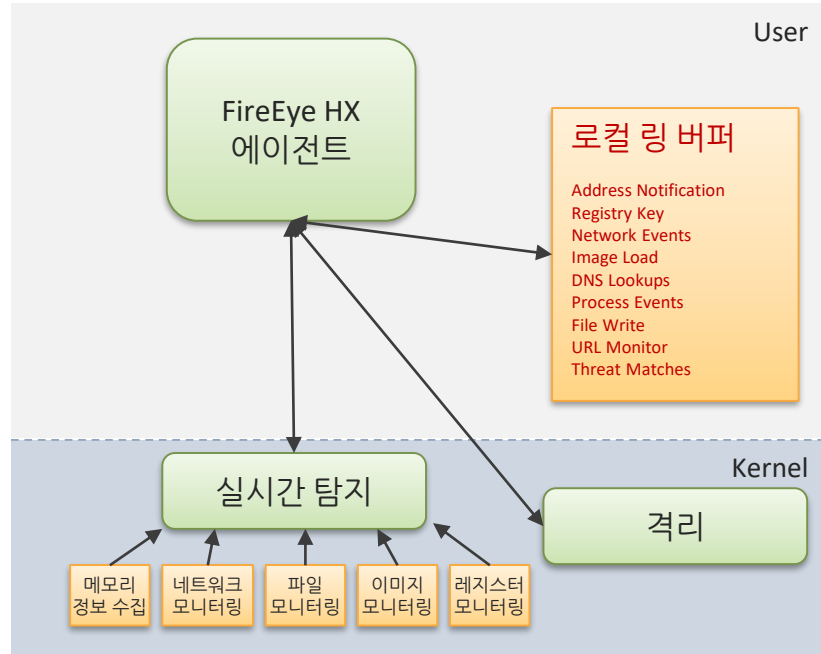 User
FireEye HX
에이전트
로컬 링 버퍼
Address Notification
Registry Key
Network Events
Image Load
DNS Lookups
Process Events
File Write
URL Monitor
Threat Matches
Kernel
실시간 탐지
격리
메모리
정보 수집
네트워크
모니터링
파일
모니터링
이미지
모니터링
레지스터
모니터링